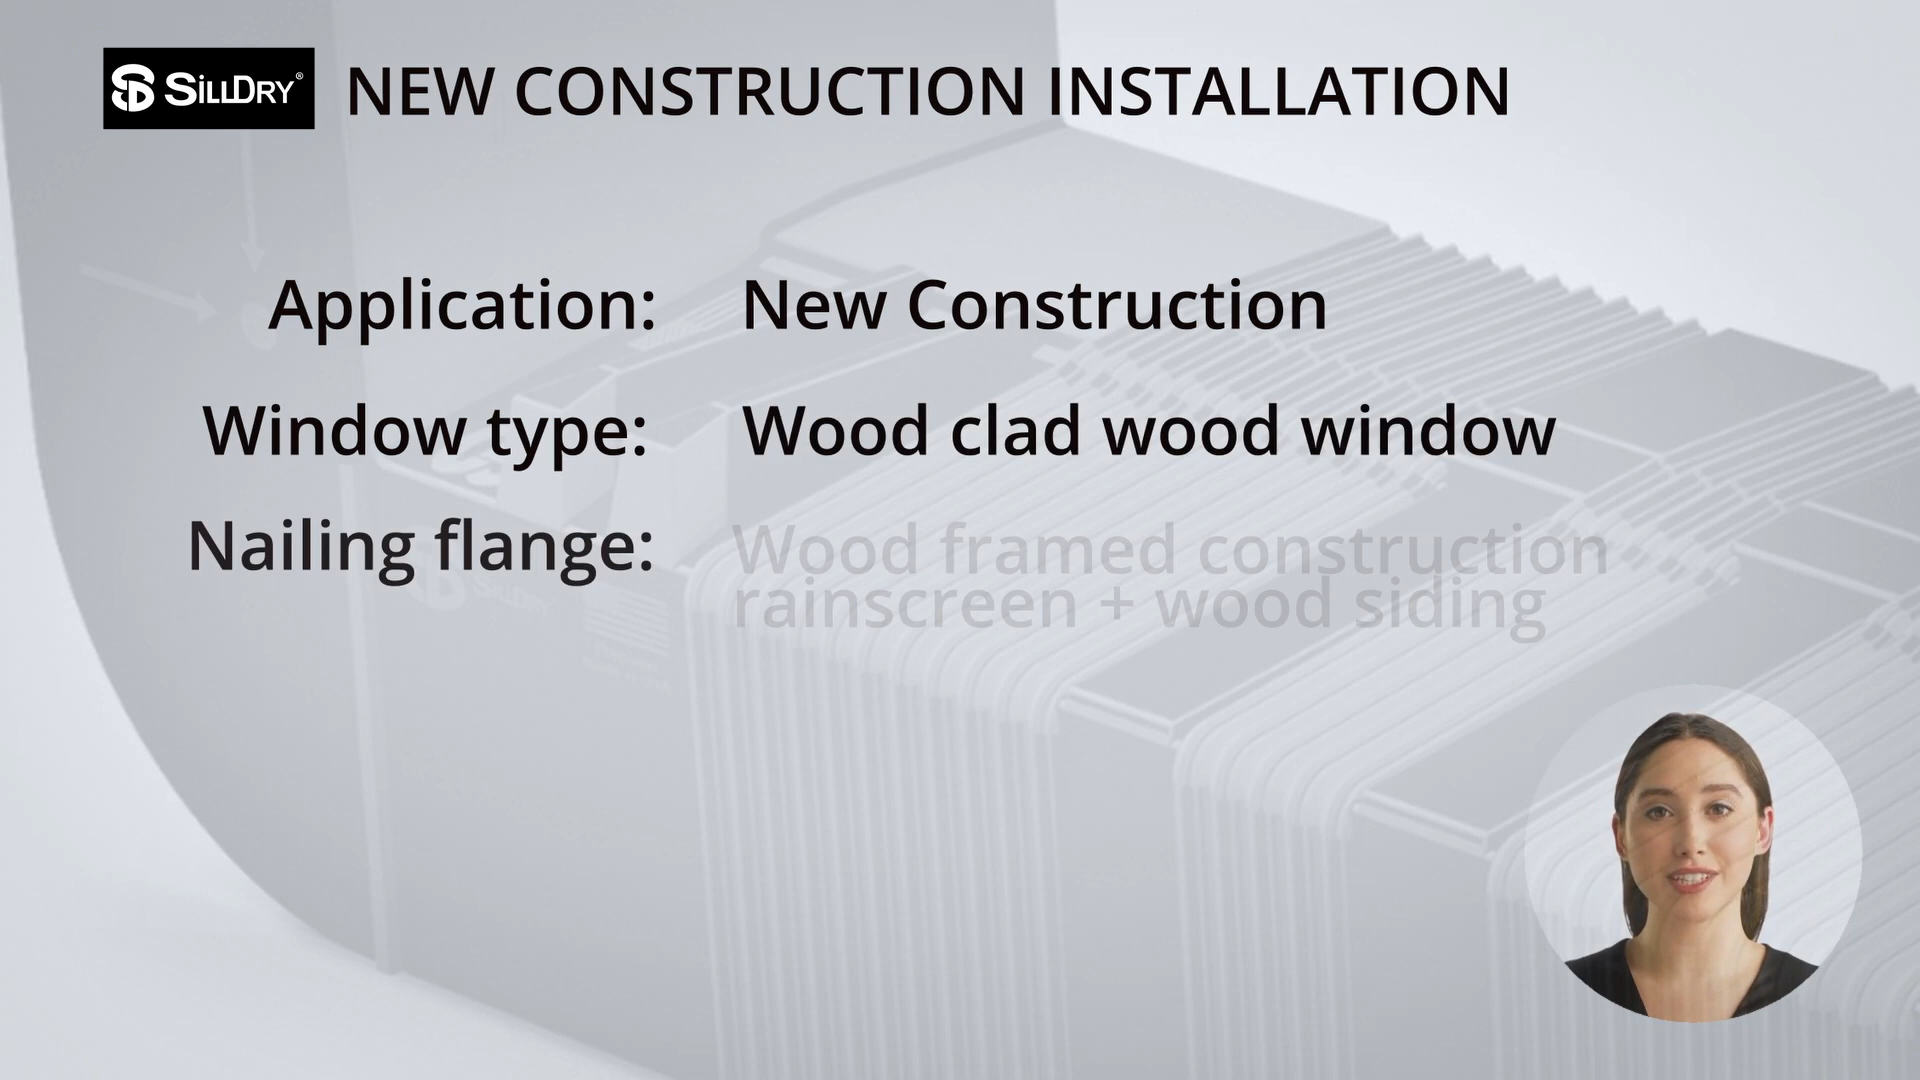 SILLDRY® NEW CONSTRUCTION INSTALLATION
Application: New Construction
Window type: Wood clad wood window
Nailing flange: Wood framed construction
rainscreen + wood siding
SILLDRY